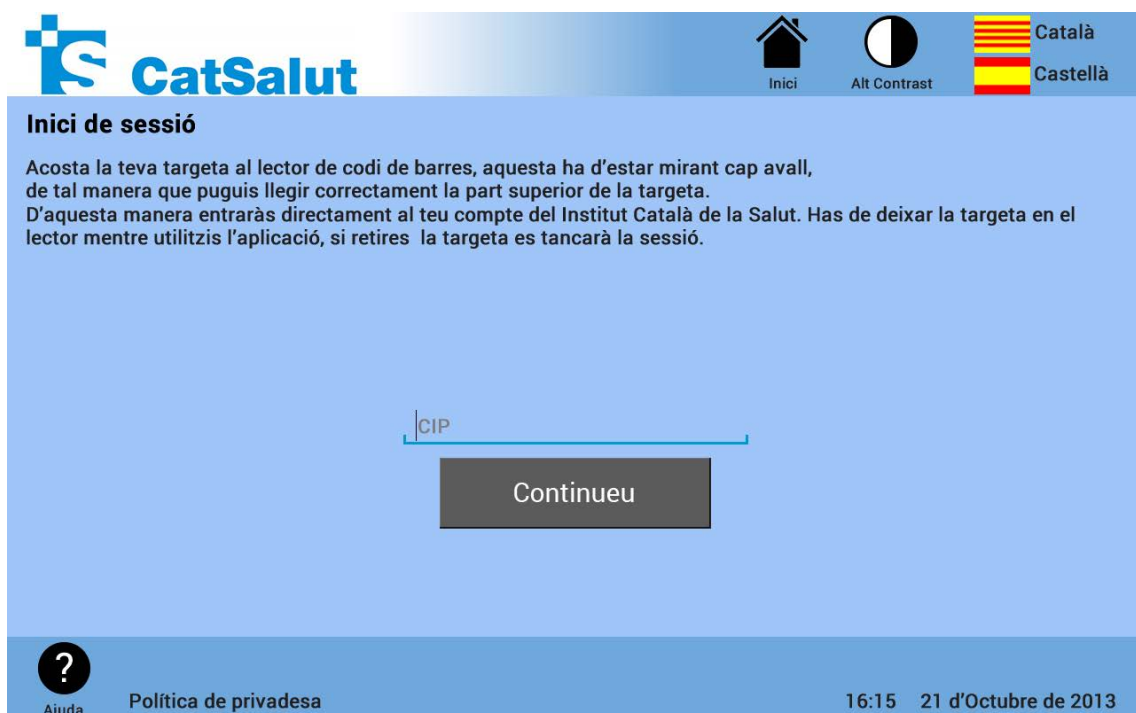 CatSalut
Inici
Alt Contrast
Català
Castellà
Inici de sessió
Acosta la teva targeta al lector de codi de barres, aquesta ha d'estar mirant cap avall,
de tal manera que puguis llegir correctament la part superior de la targeta.
D'aquesta manera entraràs directament al teu compte del Institut Català de la Salut. Has de deixar la targeta en el
lector mentre utilitzis l'aplicació, si retires  la targeta es tancarà la sessió.
CIP
Continueu
?
Ajuda
Política de privadesa
16:15 21 d'Octubre de 2013